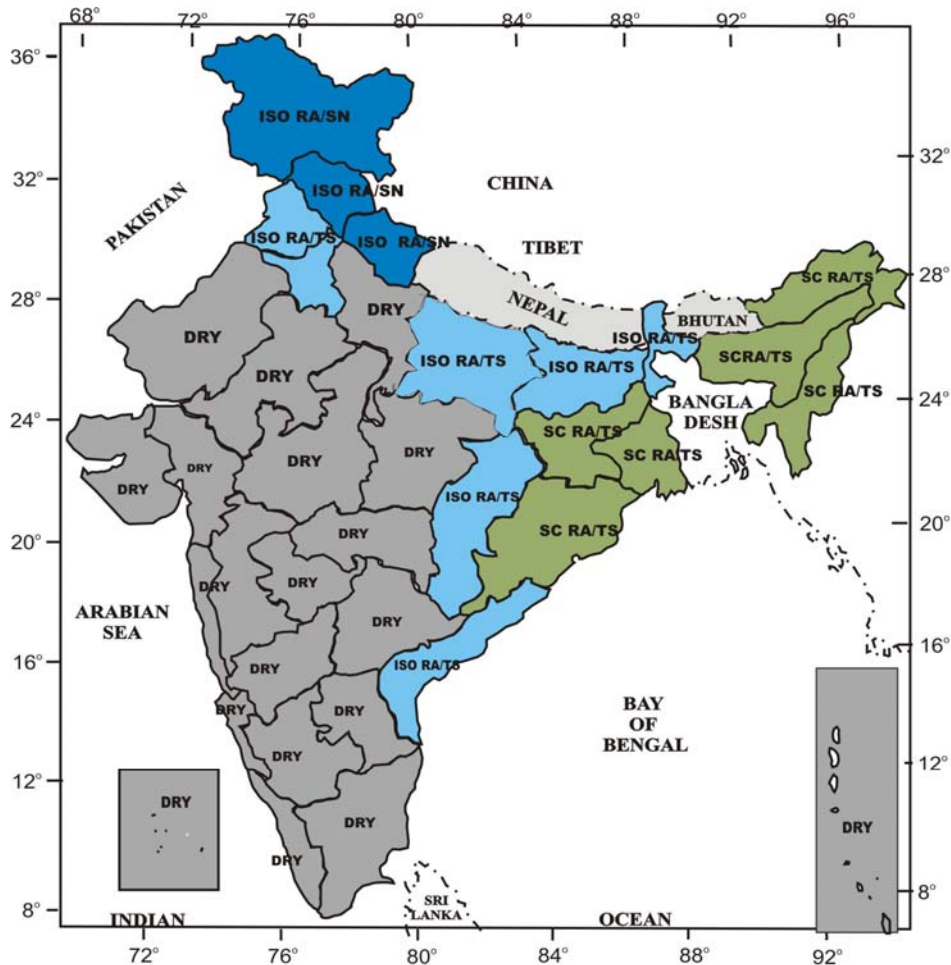 68° 72° 76° 80° 84° 88° 92° 96°
36°
ISO RA/SN
32° 32°
CHINA
ISO RA/SN
PAKISTAN
ISO RA/TS
ISO RA/SN
TIBET
SC RA/TS
28° 28°
DRY
DRY
NEPAL
BHUTAN
ISO RA/TS
DRY
ISO RA/TS
ISO RA/TS
SCRA/TS
SC RA/TS
BANGLA
DESH
24° 24°
SC RA/TS
DRY
DRY
SC RA/TS
DRY
DRY
ISO RA/TS
20° 20°
DRY
SC RA/TS
DRY
DRY
ARABIAN
SEA
DRY
16° 16°
DRY
ISO RA/TS
DRY
DRY
BAY
OF
BENGAL
DRY
12° 12°
DRY
DRY
DRY
DRY
8° 8°
SRI
LANKA
INDIAN OCEAN
72° 76° 80° 84° 88° 92°